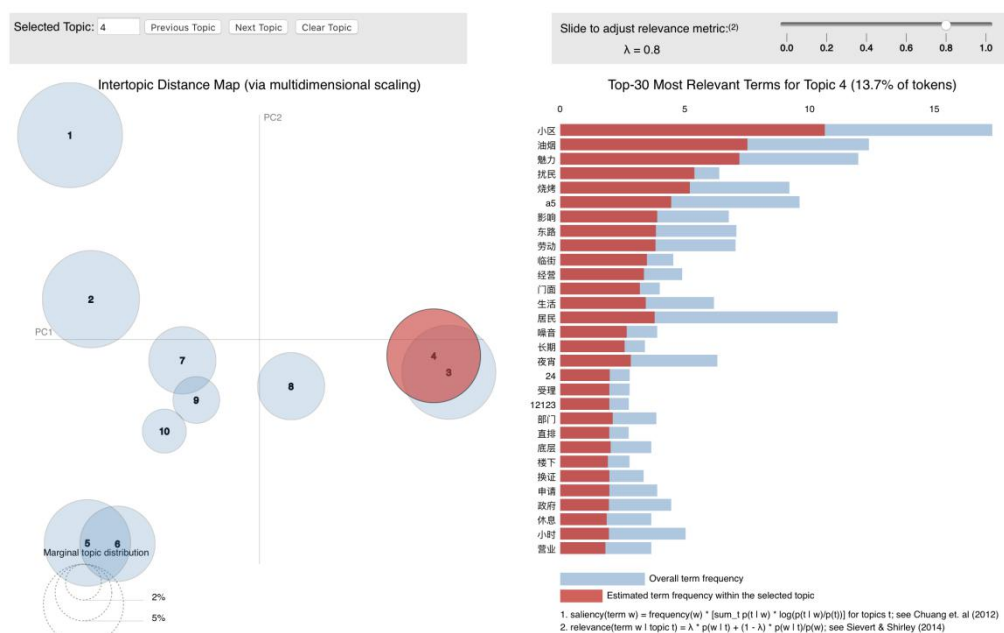 Selected Topic: 4 Previous Topic Next Topic Clear Topic
Slide to adjust relevance metric:(2)
λ = 0.8
0.0 0.2 0.4 0.6 0.8 1.0
Intertopic Distance Map (via multidimensional scaling)
PC2
PC1
1
2
7
4
3
8
9
10
5
6
Marginal topic distribution
2%
5%
Top-30 Most Relevant Terms for Topic 4 (13.7% of tokens)
0 5 10 15
小区
油烟
魅力
扰民
烧烤
a5
影响
东路
劳动
临街
经营
门面
生活
居民
噪音
长期
夜宵
24
受理
12123
部门
直排
底层
楼下
换证
申请
政府
休息
小时
营业
Overall term frequency
Estimated term frequency within the selected topic
1. saliency(term w) = frequency(w) * [sum_t p(t | w) * log(p(t | w)/p(t))] for topics t; see Chuang et. al (2012)
2. relevance(term w | topic t) = λ * p(w | t) + (1 - λ) * p(w | t)/p(w); see Sievert & Shirley (2014)